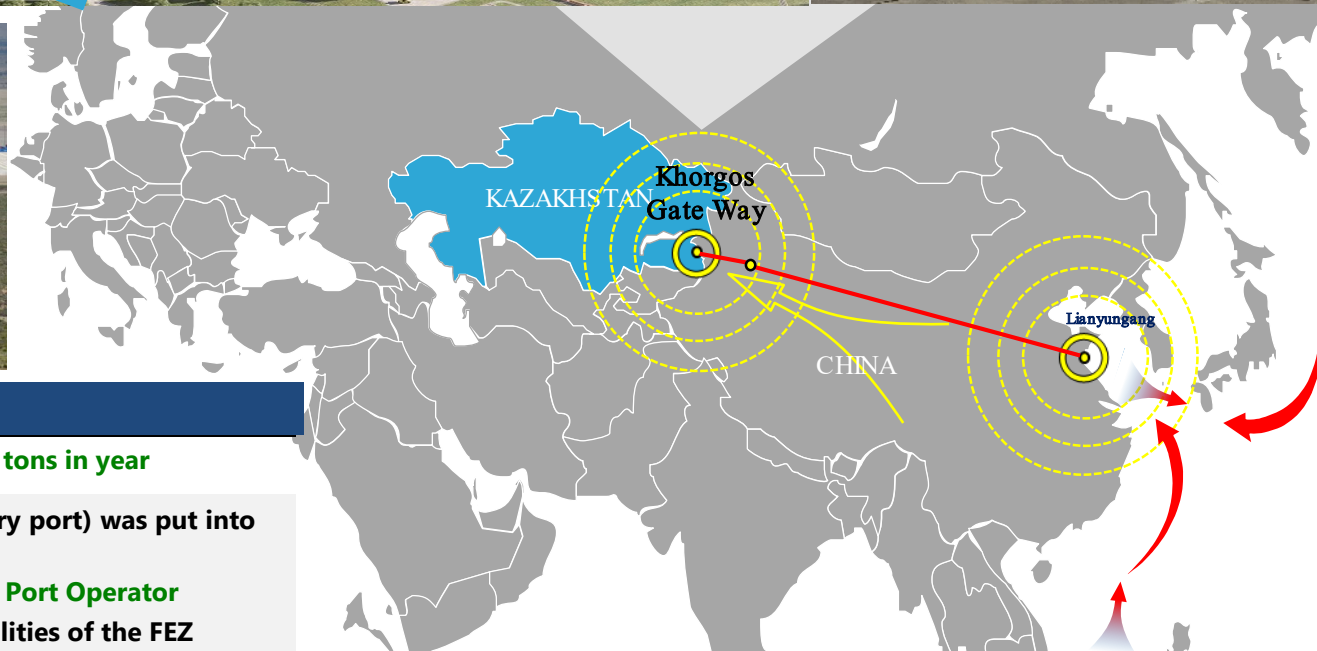 Khorgos
KAZAKHSTAN
Gate Way
Lianyungang
CHINA
tons in year
ry port) was put into
Port Operator
lities of the FEZ